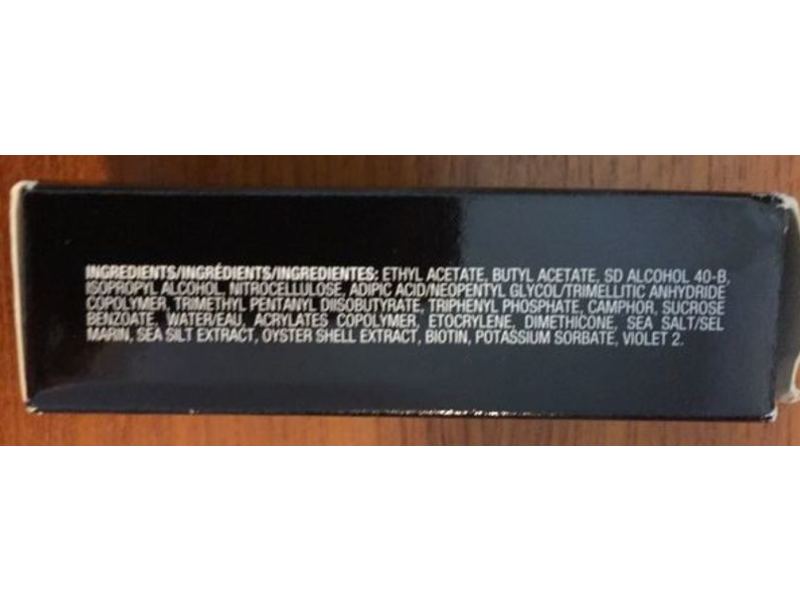 INGREDIENTS/INGRÉDIENTS/INGREDIENTES: ETHYL ACETATE, BUTYL ACETATE, SD ALCOHOL 40-B,
ISOPROPYL ALCOHOL, NITROCELLULOSE, ADIPIC ACID/NEOPENTYL GLYCOL/TRIMELLITIC ANHYDRIDE
COPOLYMER, TRIMETHYL PENTANYL DIISOBUTYRATE, TRIPHENYL PHOSPHATE, CAMPHOR, SUCROSE
BENZOATE, WATER/EAU, ACRYLATES COPOLYMER, ETOCRYLENE, DIMETHICONE, SEA SALT/SEL
MARIN, SEA SILT EXTRACT, OYSTER SHELL EXTRACT, BIOTIN, POTASSIUM SORBATE, VIOLET 2.